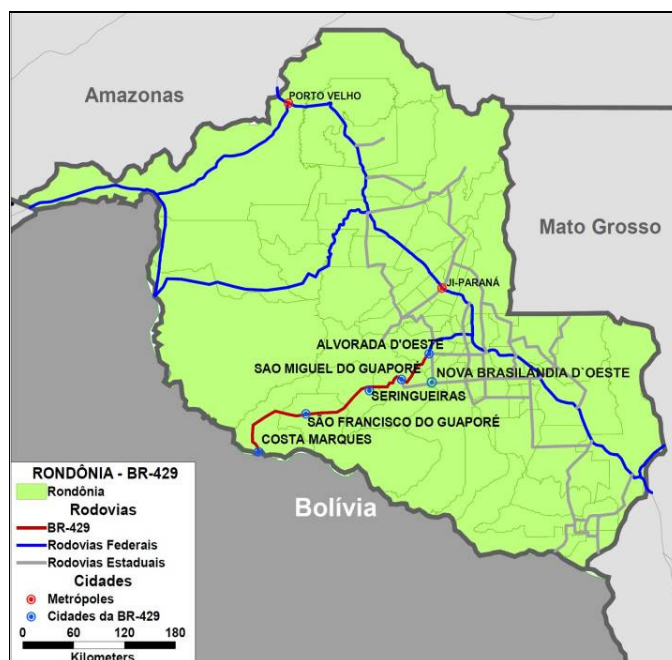 Amazonas
PORTO VELHO
Mato Grosso
JI-PARANÁ
ALVORADA D'OESTE
SAO MIGUEL DO GUAPORÉ
NOVA BRASILANDIA D`OESTE
SERINGUEIRAS
SÃO FRANCISCO DO GUAPORÉ
COSTA MARQUES
Bolívia
RONDÔNIA - BR-429
Rondônia
Rodovias
BR-429
Rodovias Federais
Rodovias Estaduais
Cidades
Metrópoles
Cidades da BR-429
0 60 120 180
Kilometers